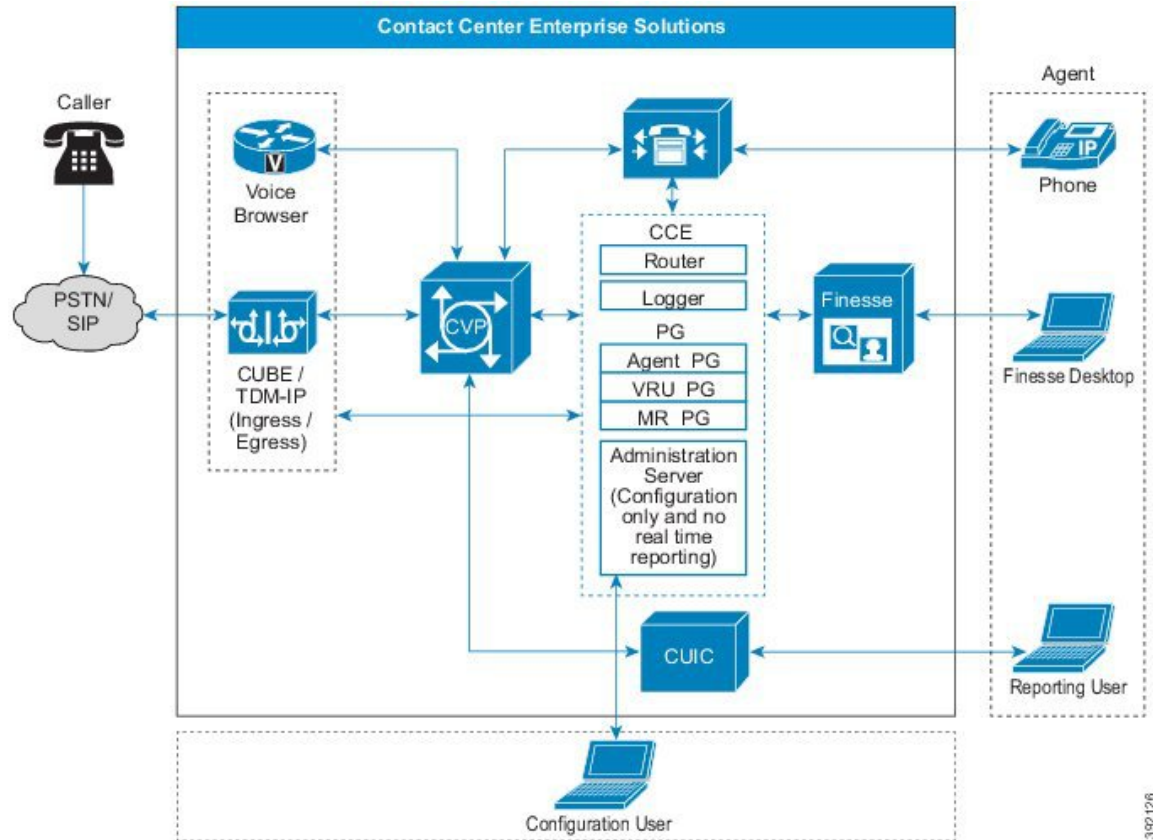 Contact Center Enterprise Solutions
Caller
PSTN/
SIP
V
Voice
Browser
CUBE /
TDM-IP
(Ingress /
Egress)
CVP
CCE
Router
Logger
PG
Agent PG
VRU PG
MR PG
Administration
Server
(Configuration
only and no
real time
reporting)
Finesse
CUIC
Agent
IP
Phone
Finesse Desktop
Reporting User
Configuration User
392126